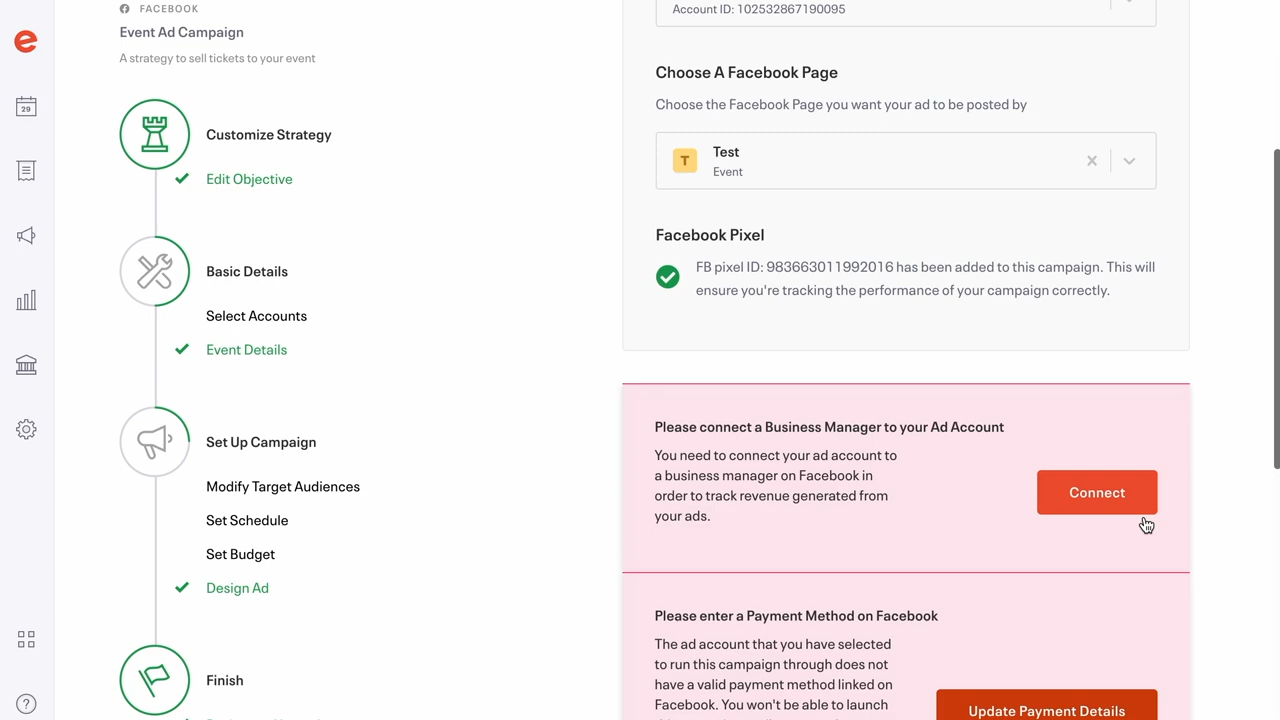 FACEBOOK
Event Ad Campaign
A strategy to sell tickets to your event
29
Customize Strategy
Edit Objective
Basic Details
Select Accounts
Event Details
Set Up Campaign
Modify Target Audiences
Set Schedule
Set Budget
Design Ad
Finish
Account ID: 102532867190095
Choose A Facebook Page
Choose the Facebook Page you want your ad to be posted by
T
Test
Event
Facebook Pixel
FB pixel ID: 983663011992016 has been added to this campaign. This will
ensure you're tracking the performance of your campaign correctly.
Please connect a Business Manager to your Ad Account
You need to connect your ad account to
a business manager on Facebook in
order to track revenue generated from
your ads.
Connect
Please enter a Payment Method on Facebook
The ad account that you have selected
to run this campaign through does not
have a valid payment method linked on
Facebook. You won't be able to launch
Update Payment Details